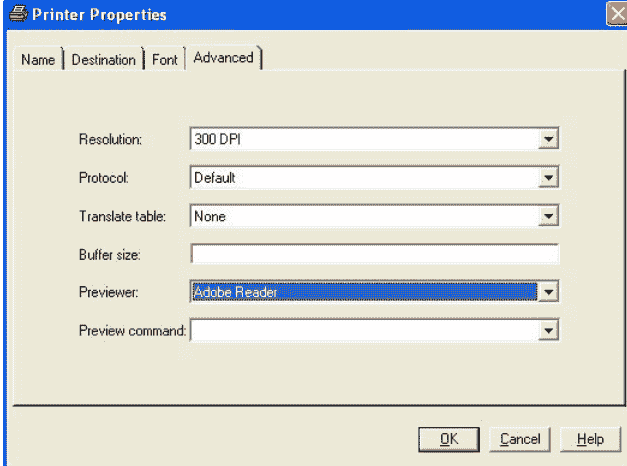 Printer Properties
Name Destination Font Advanced
Resolution: 300 DPI
Protocol: Default
Translate table: None
Buffer size:
Previewer: Adobe Reader
Preview command:
OK Cancel Help